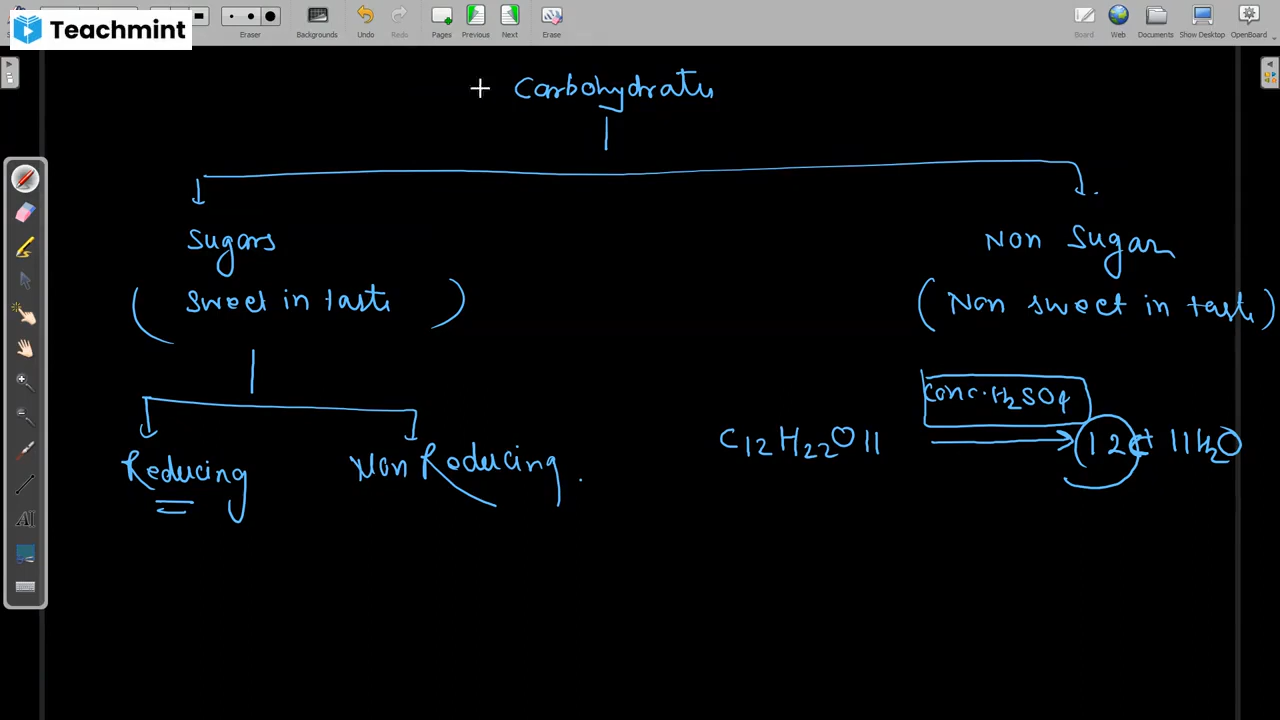 Teachmint
Eraser
Backgrounds
Undo
Redo
Pages
Previous
Next
Erase
Board
Web
Documents
Show Desktop
OpenBoard
Carbohydrate
Sugars
Non Sugar
( Sweet in taste )
( Non sweet in taste )
Conc. H₂SO₄
C₁₂H₂₂O₁₁ → 12C + 11H₂O
Reducing
Non Reducing